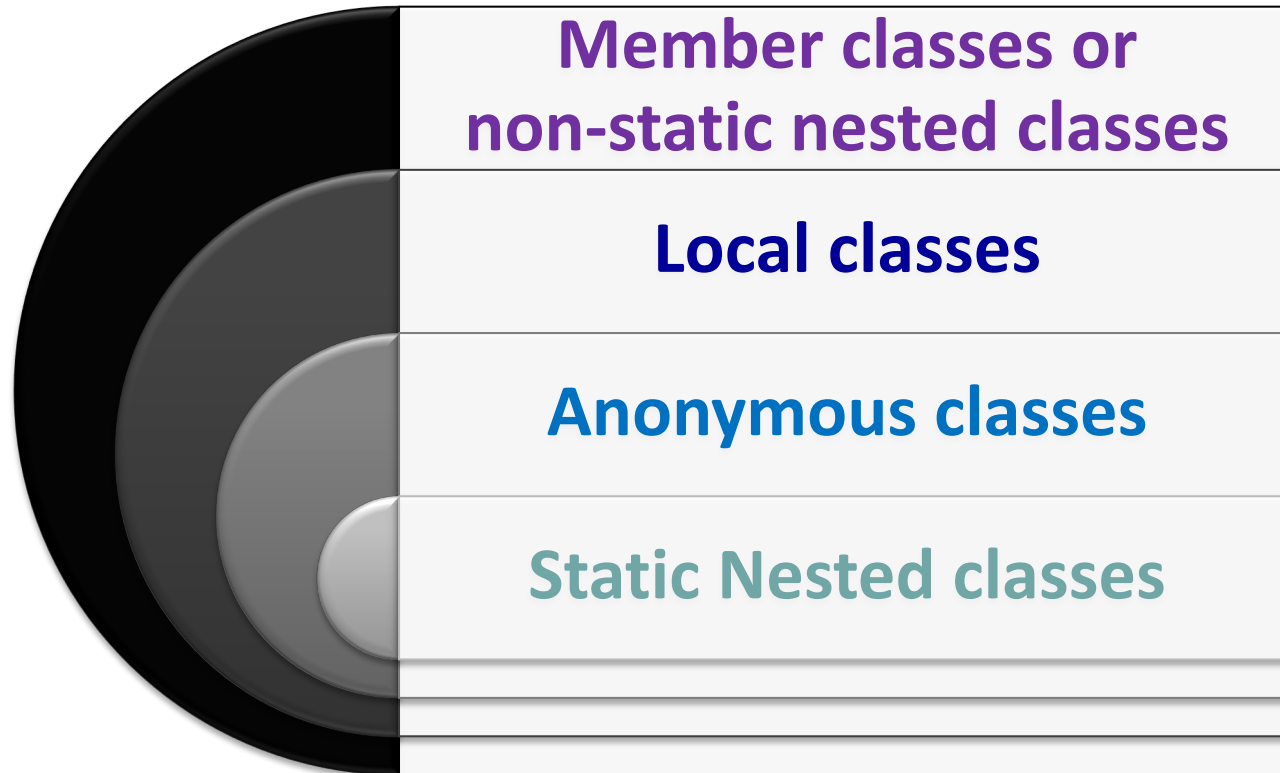 Member classes or
non-static nested classes
Local classes
Anonymous classes
Static Nested classes